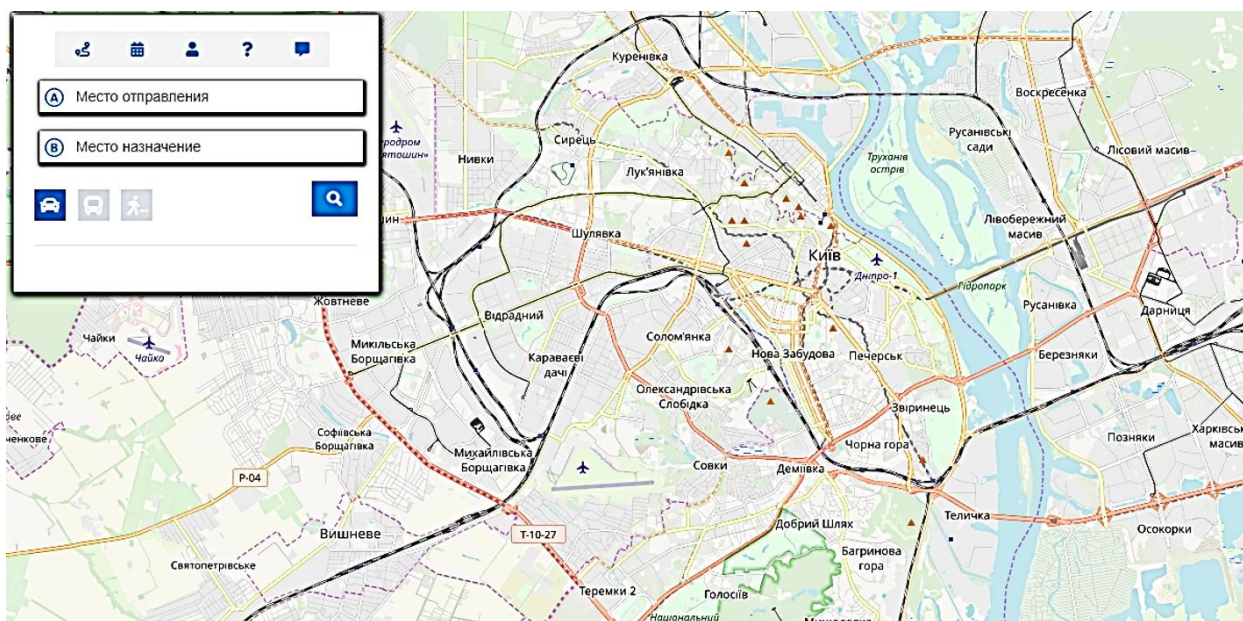 ?
A Место отправления
B Место назначение
Куренівка
Воскресенка
Русанівські
сади
Лісовий масив
Сирець
Нивки
Лук'янівка
Труханів
острів
Лівобережний
масив
Шулявка
Київ
Дніпро-1
Гідропорк
Жовтневе
Русанівка
Дарниця
Відрадний
Чайки
Чайка
Микільська
Борщагівка
Солом'янка
Караваєві
дачі
Нова Забудова
Печерськ
Березняки
Олександрівська
Слобідка
Звіринець
Софіївська
Борщагівка
Чорна гора
Позняки
Михайлівська
Борщагівка
Совки
Деміївка
Р-04
Теличка
Осокорки
Вишневе
Т-10-27
Добрий Шлях
Багринова
гора
Святопетрівське
Теремки 2
Голосіїв
Національний